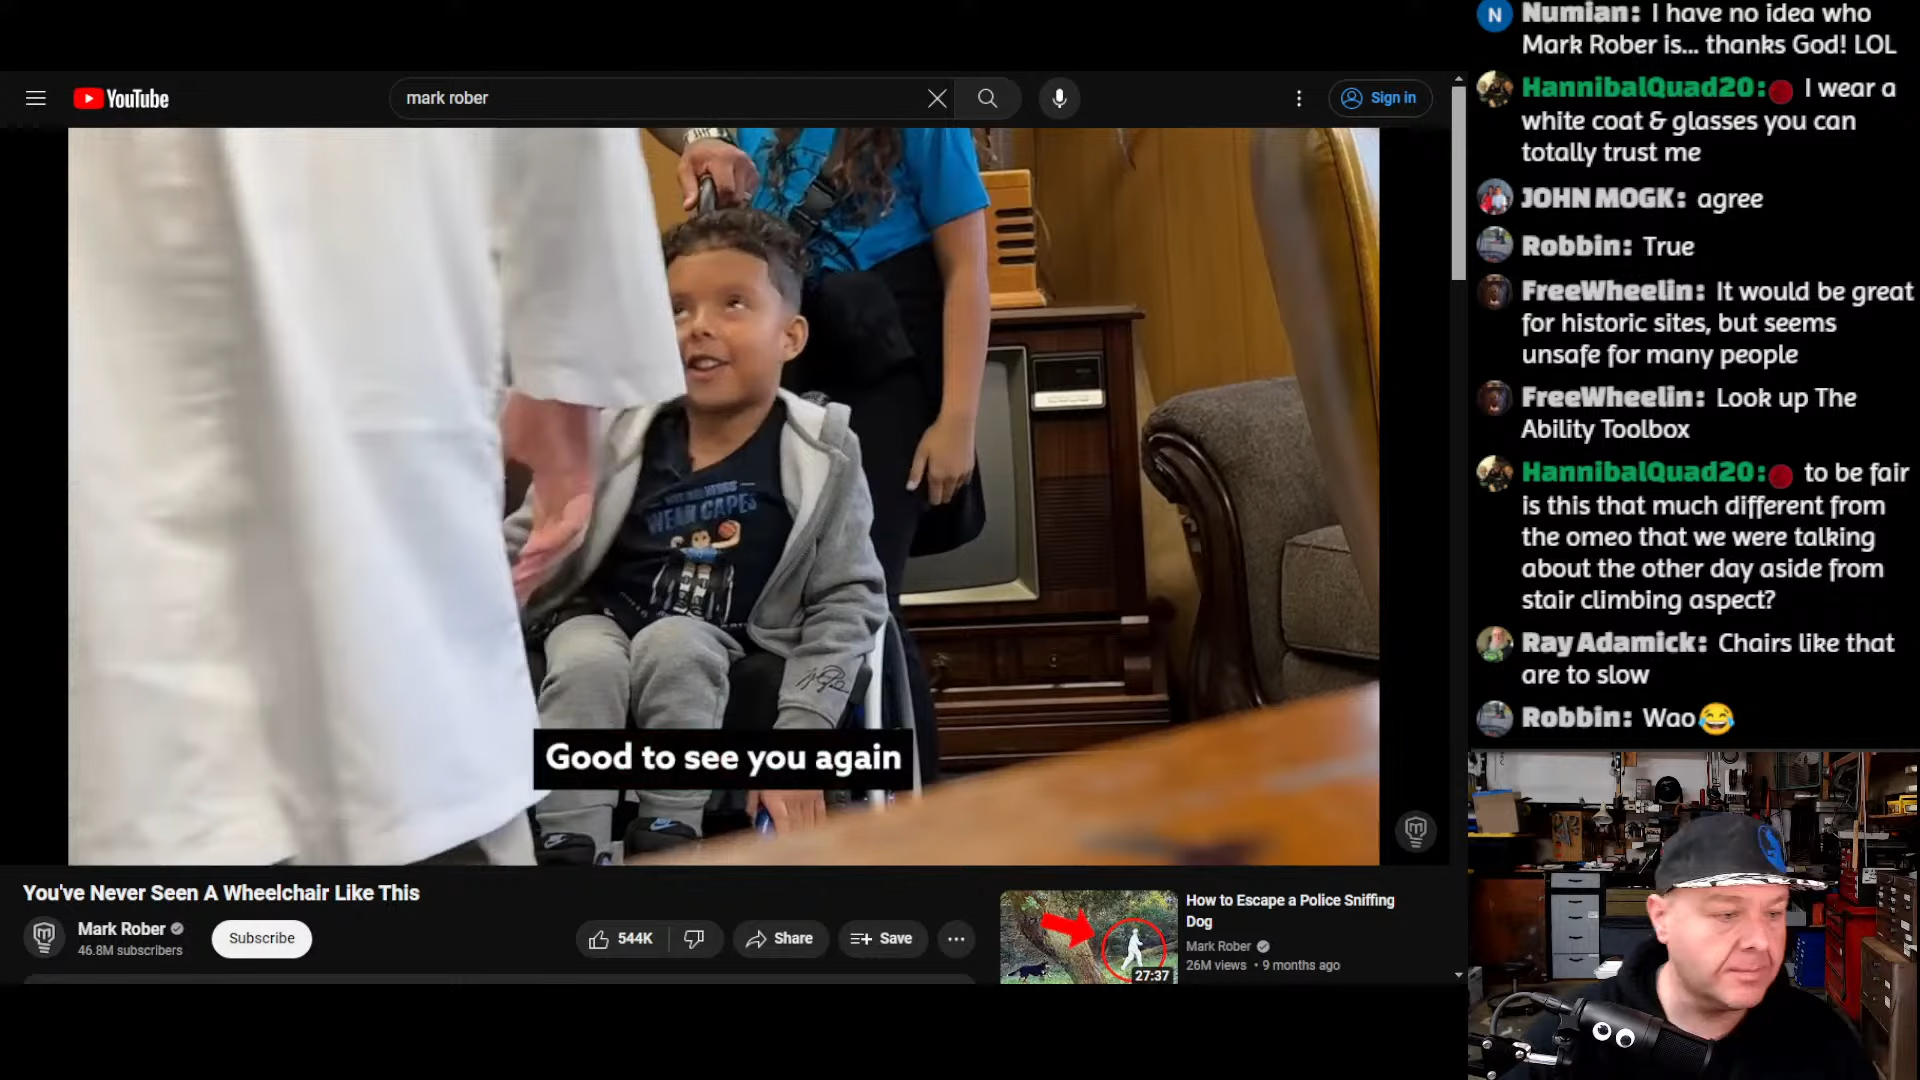 YouTube
mark rober
Sign in
WEAR CAPES
Good to see you again
You've Never Seen A Wheelchair Like This
Mark Rober
46.8M subscribers
Subscribe
544K
Share
Save
27:37
How to Escape a Police Sniffing
Dog
Mark Rober
26M views • 9 months ago
N
Numian: I have no idea who
Mark Rober is... thanks God! LOL
HannibalQuad20: I wear a
white coat & glasses you can
totally trust me
JOHN MOGK: agree
Robbin: True
FreeWheelin: It would be great
for historic sites, but seems
unsafe for many people
FreeWheelin: Look up The
Ability Toolbox
HannibalQuad20: to be fair
is this that much different from
the omeo that we were talking
about the other day aside from
stair climbing aspect?
Ray Adamick: Chairs like that
are to slow
Robbin: Wao😂